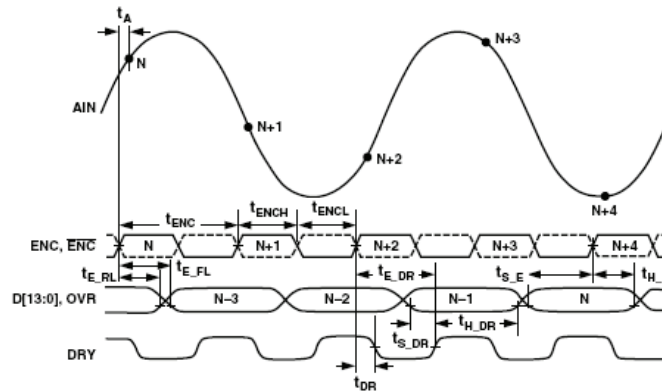 tA
N
N+3
AIN
N+1
N+2
N+4
tENC
tENCH
tENCL
ENC, ENC
N
N+1
N+2
N+3
N+4
tE_RL
tE_FL
tE_DR
tS_E
tH_
D[13:0], OVR
N–3
N–2
N–1
N
tS_DR
tH_DR
DRY
tDR